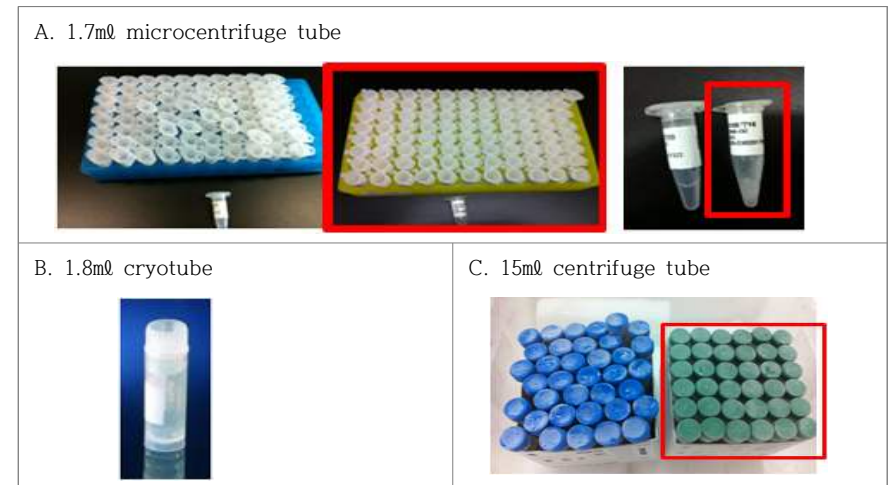 A. 1.7㎖ microcentrifuge tube
B. 1.8㎖ cryotube
C. 15㎖ centrifuge tube